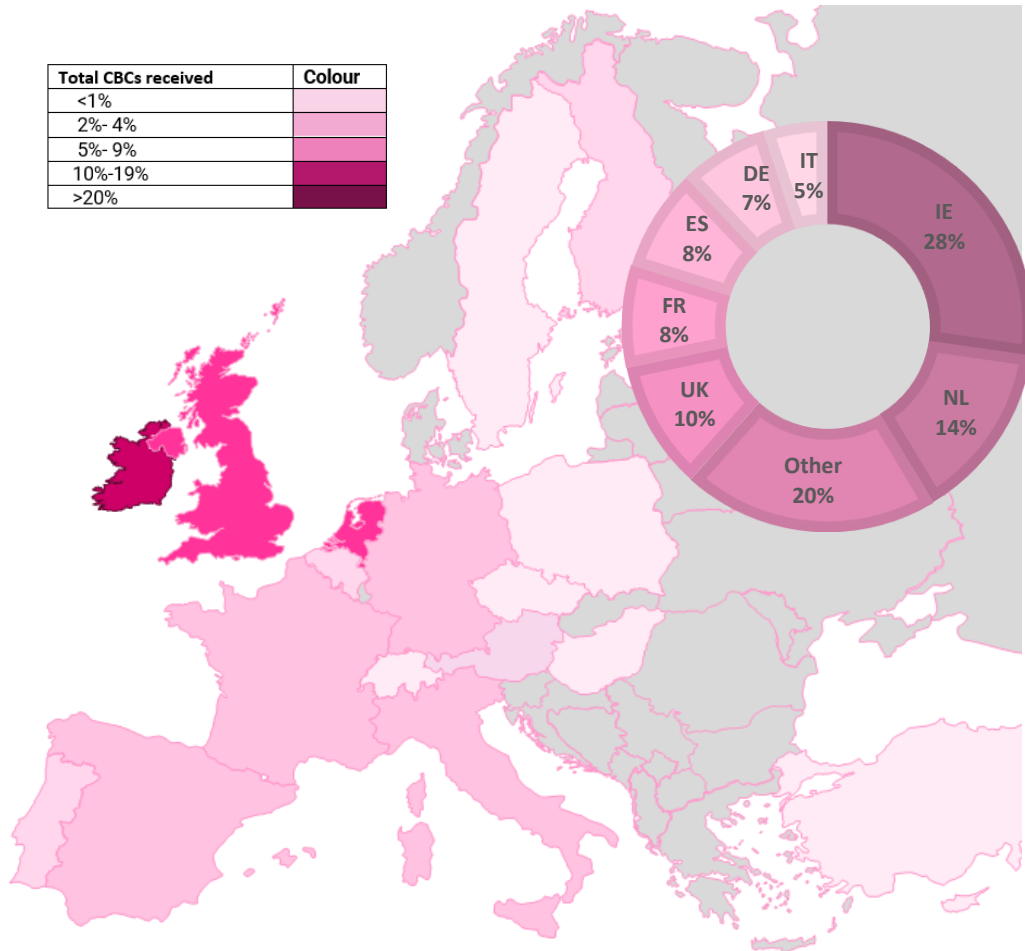 Total CBCs received Colour
<1%
2%- 4%
5%- 9%
10%-19%
>20%
IE
28%
NL
14%
Other
20%
UK
10%
FR
8%
ES
8%
DE
7%
IT
5%